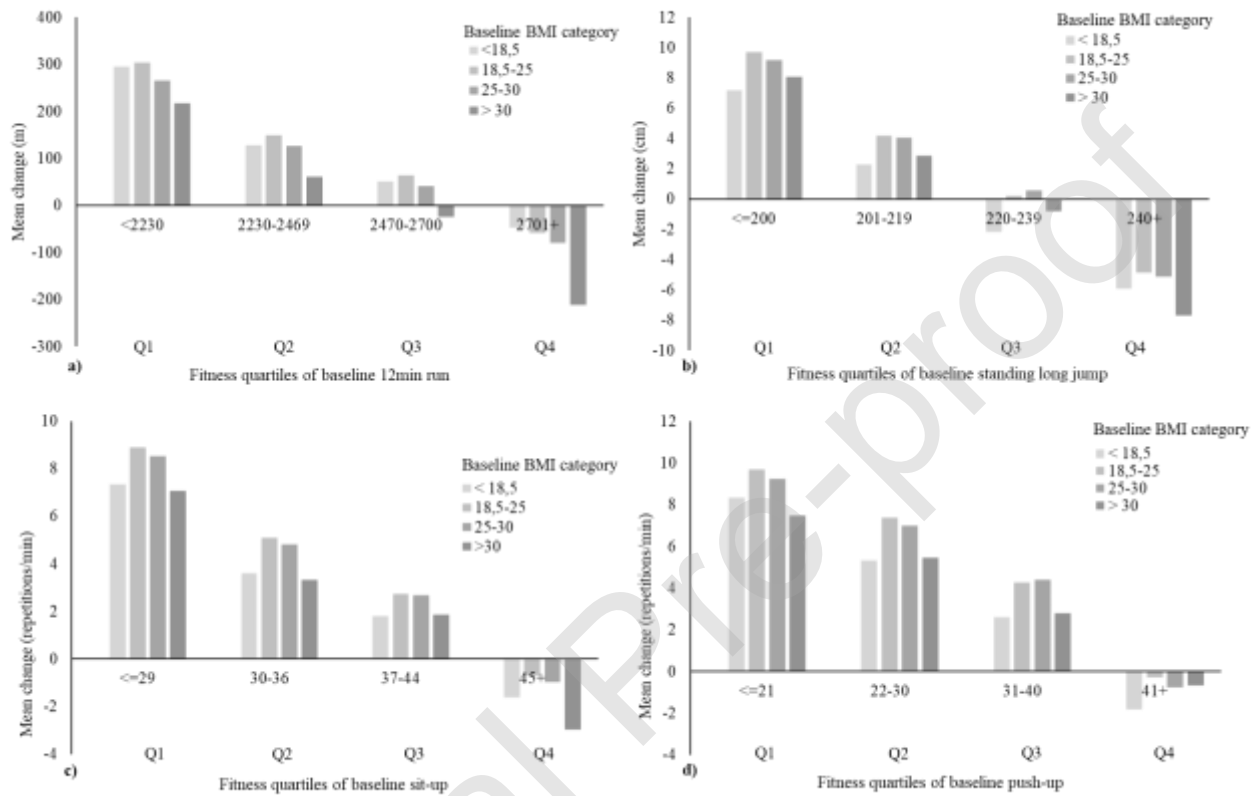 400
300
200
100
0
-100
-200
-300
Mean change (m)
Baseline BMI category
<18,5
18,5-25
25-30
> 30
<2230
2230-2469
2470-2700
2701+
Q1
Q2
Q3
Q4
a)
Fitness quartiles of baseline 12min run
12
10
8
6
4
2
0
-2
-4
-6
-8
-10
Mean change (cm)
Baseline BMI category
< 18,5
18,5-25
25-30
> 30
<=200
201-219
220-239
240+
Q1
Q2
Q3
Q4
b)
Fitness quartiles of baseline standing long jump
10
8
6
4
2
0
-2
-4
Mean change (repetitions/min)
Baseline BMI category
< 18,5
18,5-25
25-30
>30
<=29
30-36
37-44
45+
Q1
Q2
Q3
Q4
c)
Fitness quartiles of baseline sit-up
12
10
8
6
4
2
0
-2
-4
Mean change (repetitions/min)
Baseline BMI category
< 18,5
18,5-25
25-30
> 30
<=21
22-30
31-40
41+
Q1
Q2
Q3
Q4
d)
Fitness quartiles of baseline push-up
Pre-proof